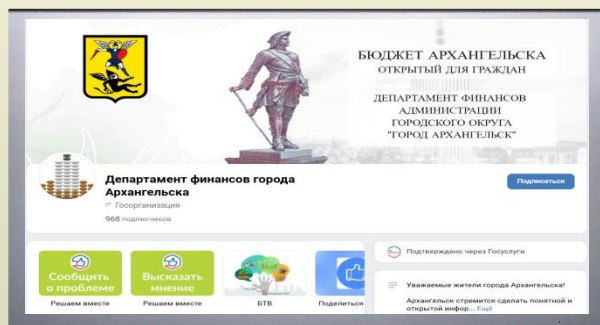 БЮДЖЕТ АРХАНГЕЛЬСКА
ОТКРЫТЫЙ ДЛЯ ГРАЖДАН
ДЕПАРТАМЕНТ ФИНАНСОВ
АДМИНИСТРАЦИИ
ГОРОДСКОГО ОКРУГА
"ГОРОД АРХАНГЕЛЬСК"
Департамент финансов города
Архангельска
Госорганизация
968 подписчиков
Подписаться
Сообщить
о проблеме
Решаем вместе
Высказать
мнение
Решаем вместе
БТВ
Поделиться
Подтверждено через Госуслуги
Уважаемые жители города Архангельска!
Архангельск стремится сделать понятной и
открытой инфор... Ещё